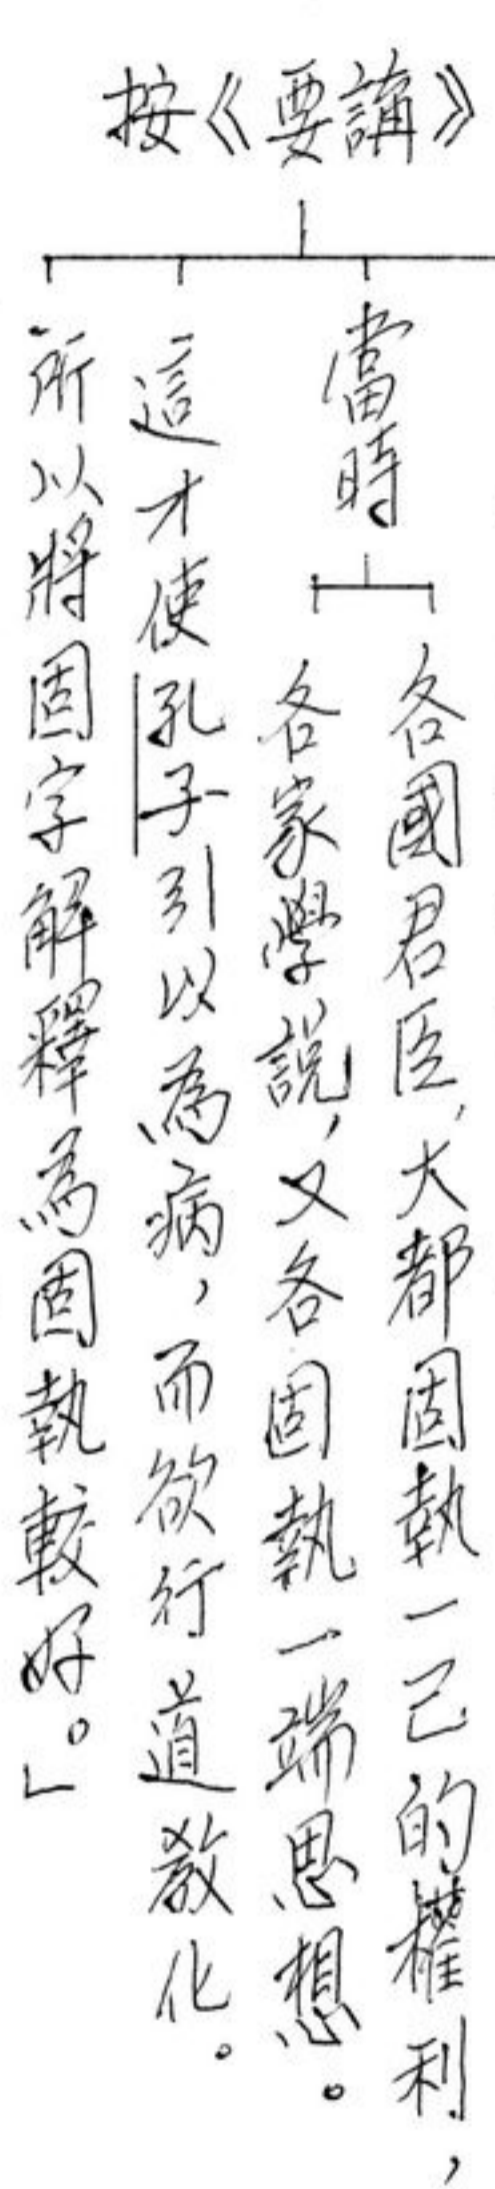 按《要講》
當時
各國君臣,大都固執一己的權利,
各家學說,又各固執一端思想。
這才使孔子引以為病,而欲行道教化。
所以將固字解釋為固執較好。」